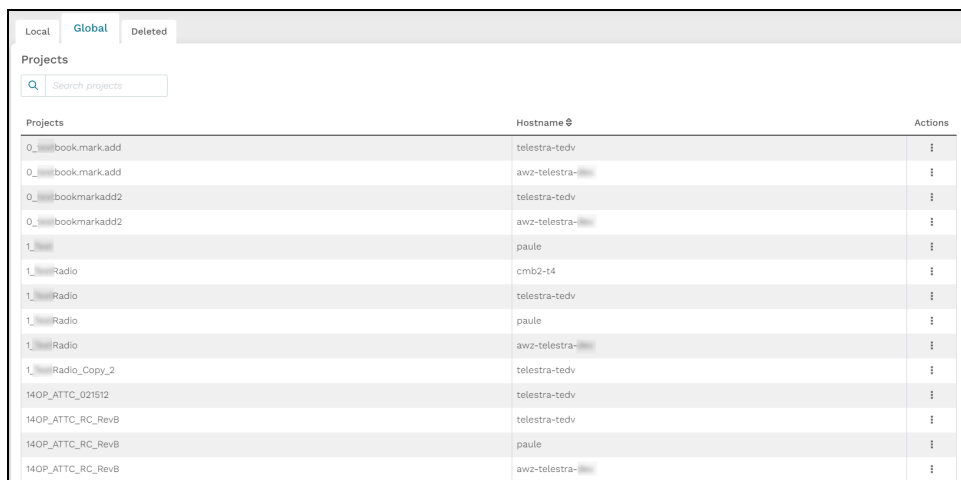 Local Global Deleted
Projects
Search projects
Projects Hostname Actions
0_ book.mark.add telestra-tedv
0_ book.mark.add awz-telestra-
0_ bookmarkadd2 telestra-tedv
0_ bookmarkadd2 awz-telestra-
1_ paule
1_ Radio cmb2-t4
1_ Radio telestra-tedv
1_ Radio paule
1_ Radio awz-telestra-
1_ Radio_Copy_2 telestra-tedv
14OP_ATTC_021512 telestra-tedv
14OP_ATTC_RC_RevB telestra-tedv
14OP_ATTC_RC_RevB paule
14OP_ATTC_RC_RevB awz-telestra-